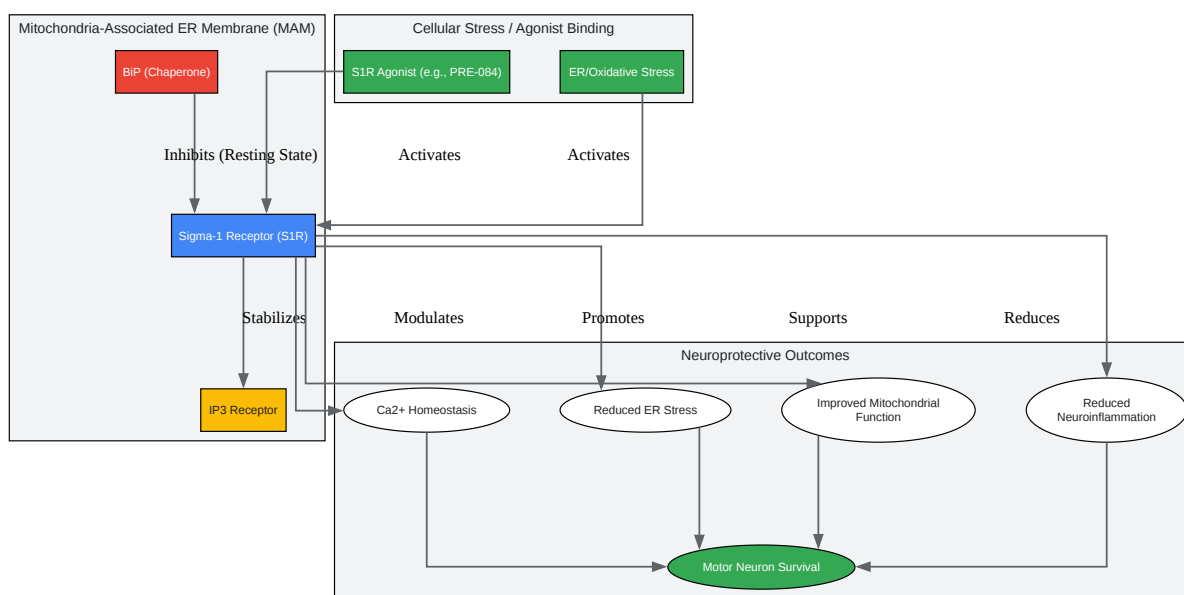 Mitochondria-Associated ER Membrane (MAM)
Cellular Stress / Agonist Binding
BiP (Chaperone)
S1R Agonist (e.g., PRE-084)
ER/Oxidative Stress
Inhibits (Resting State)
Activates
Activates
Sigma-1 Receptor (S1R)
Stabilizes
Modulates
Promotes
Supports
Reduces
Neuroprotective Outcomes
IP3 Receptor
Ca2+ Homeostasis
Reduced ER Stress
Improved Mitochondrial
Function
Reduced
Neuroinflammation
Motor Neuron Survival